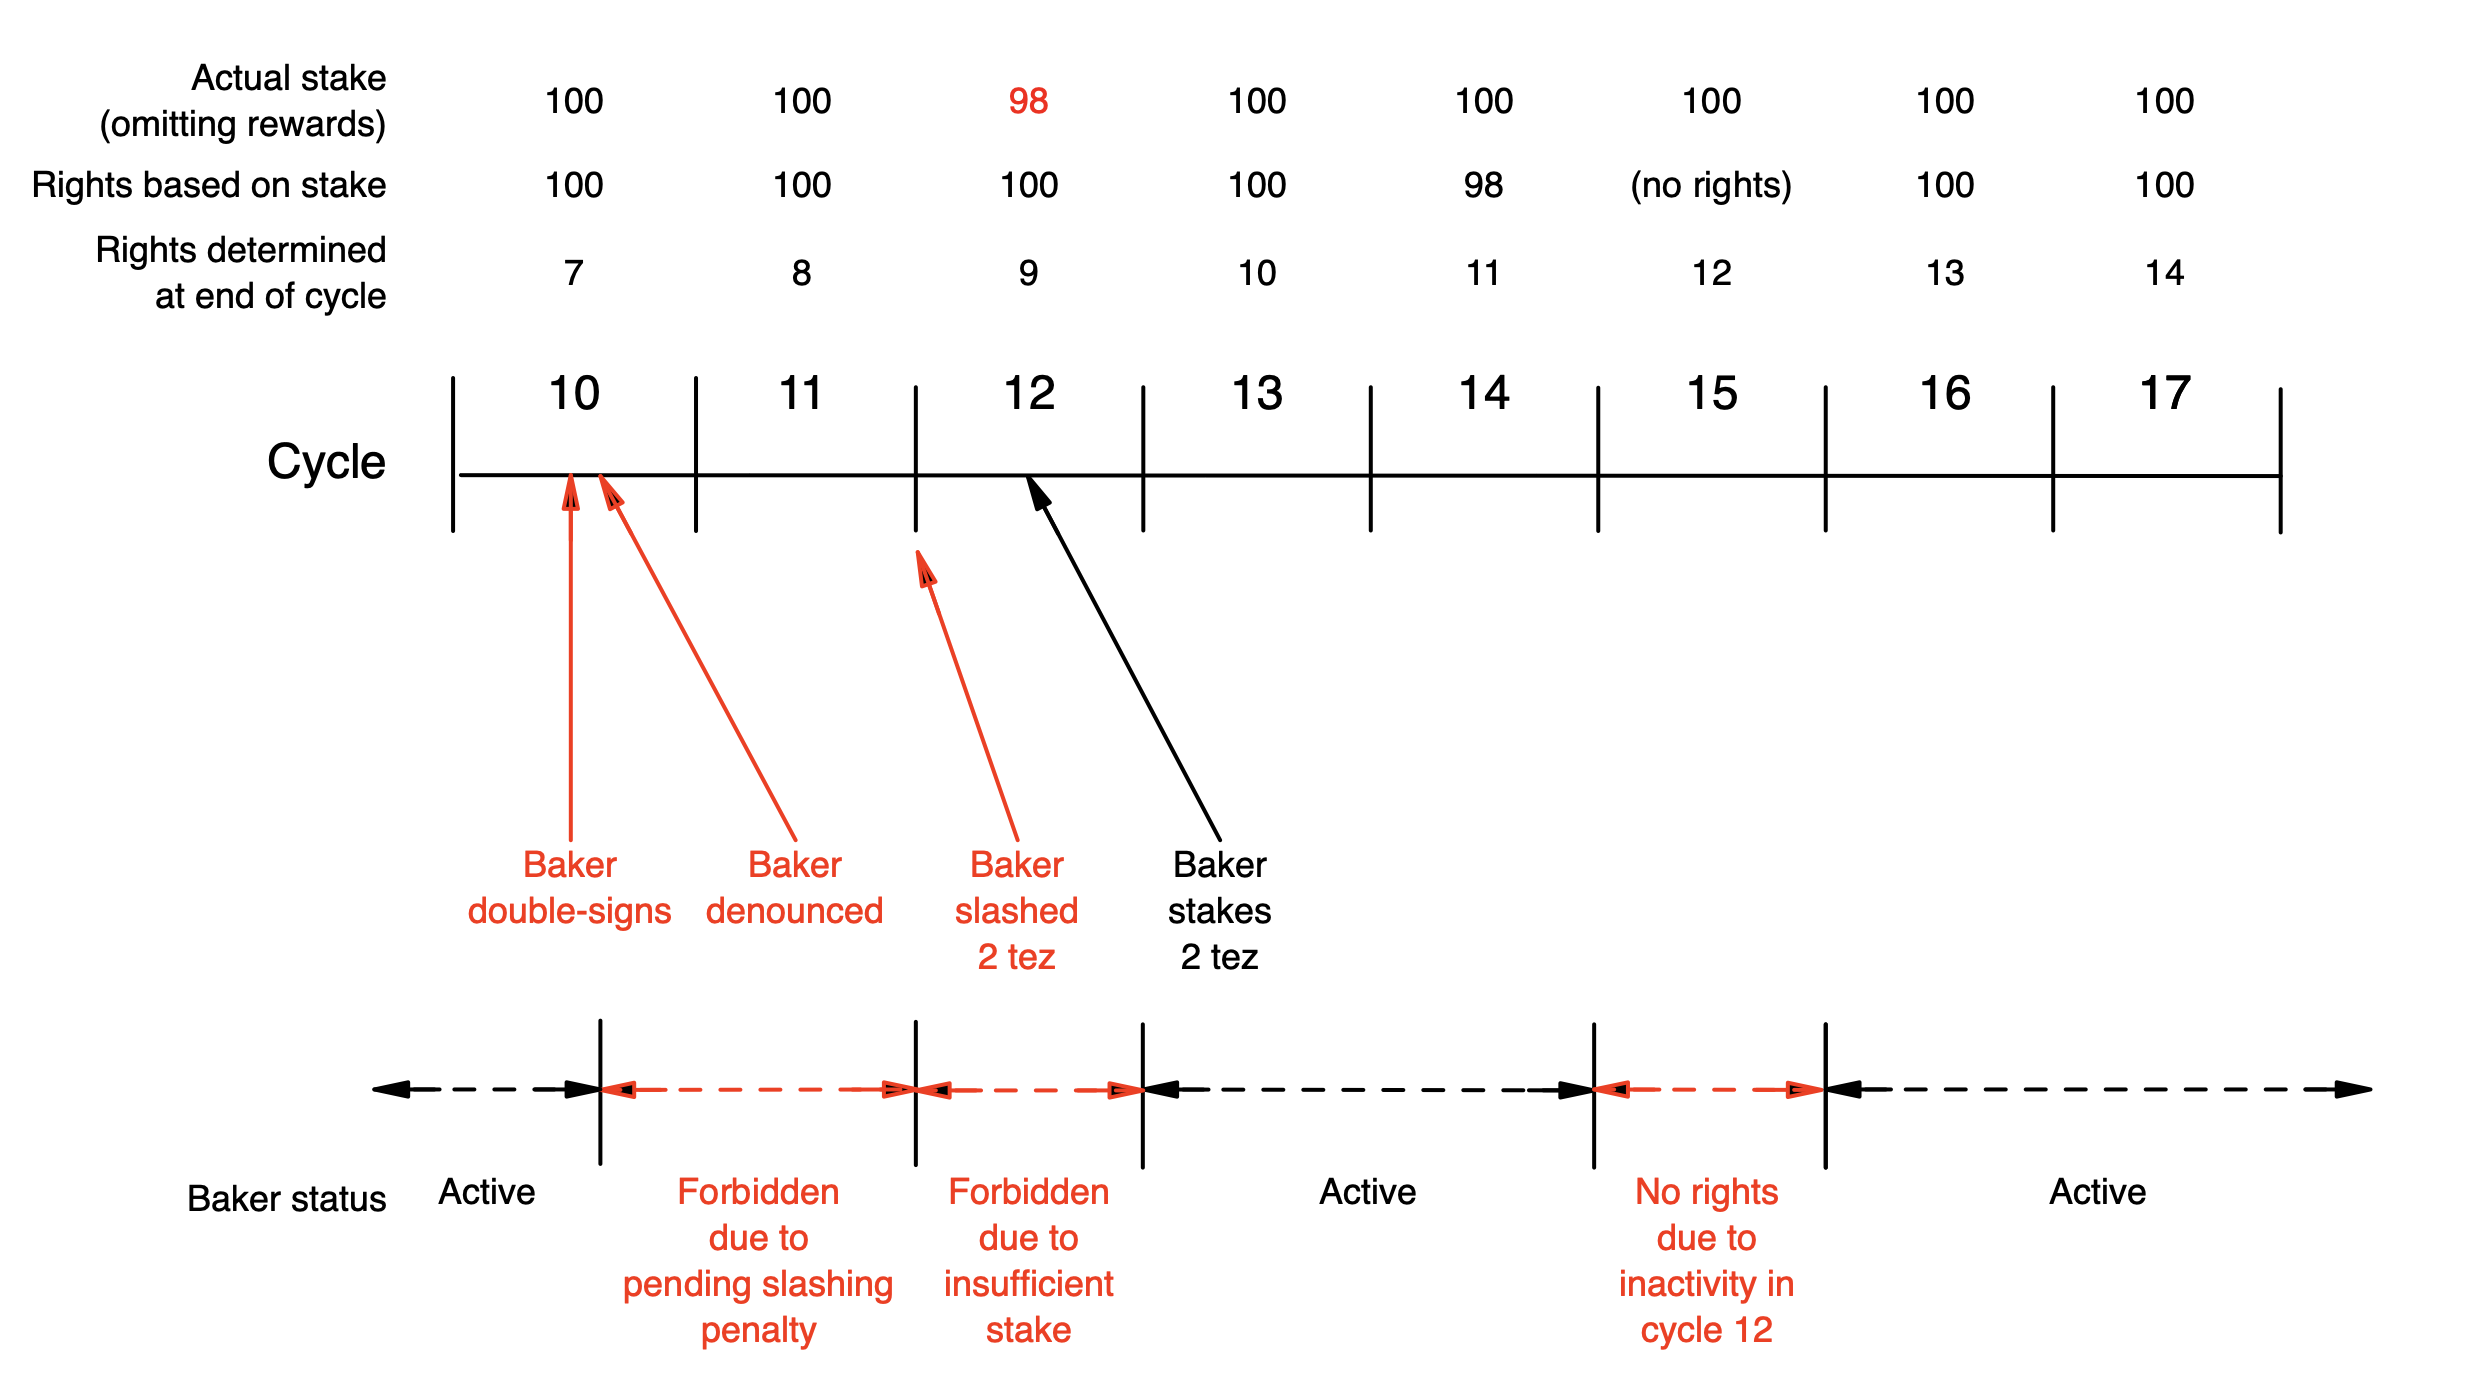 Actual stake
(omitting rewards)
100 100 98 100 100 100 100 100
Rights based on stake 100 100 100 100 98 (no rights) 100 100
Rights determined
at end of cycle
7 8 9 10 11 12 13 14
10 11 12 13 14 15 16 17
Cycle
Baker
double-signs
Baker
denounced
Baker
slashed
2 tez
Baker
stakes
2 tez
Baker status
Active
Forbidden
due to
pending slashing
penalty
Forbidden
due to
insufficient
stake
Active
No rights
due to
inactivity in
cycle 12
Active